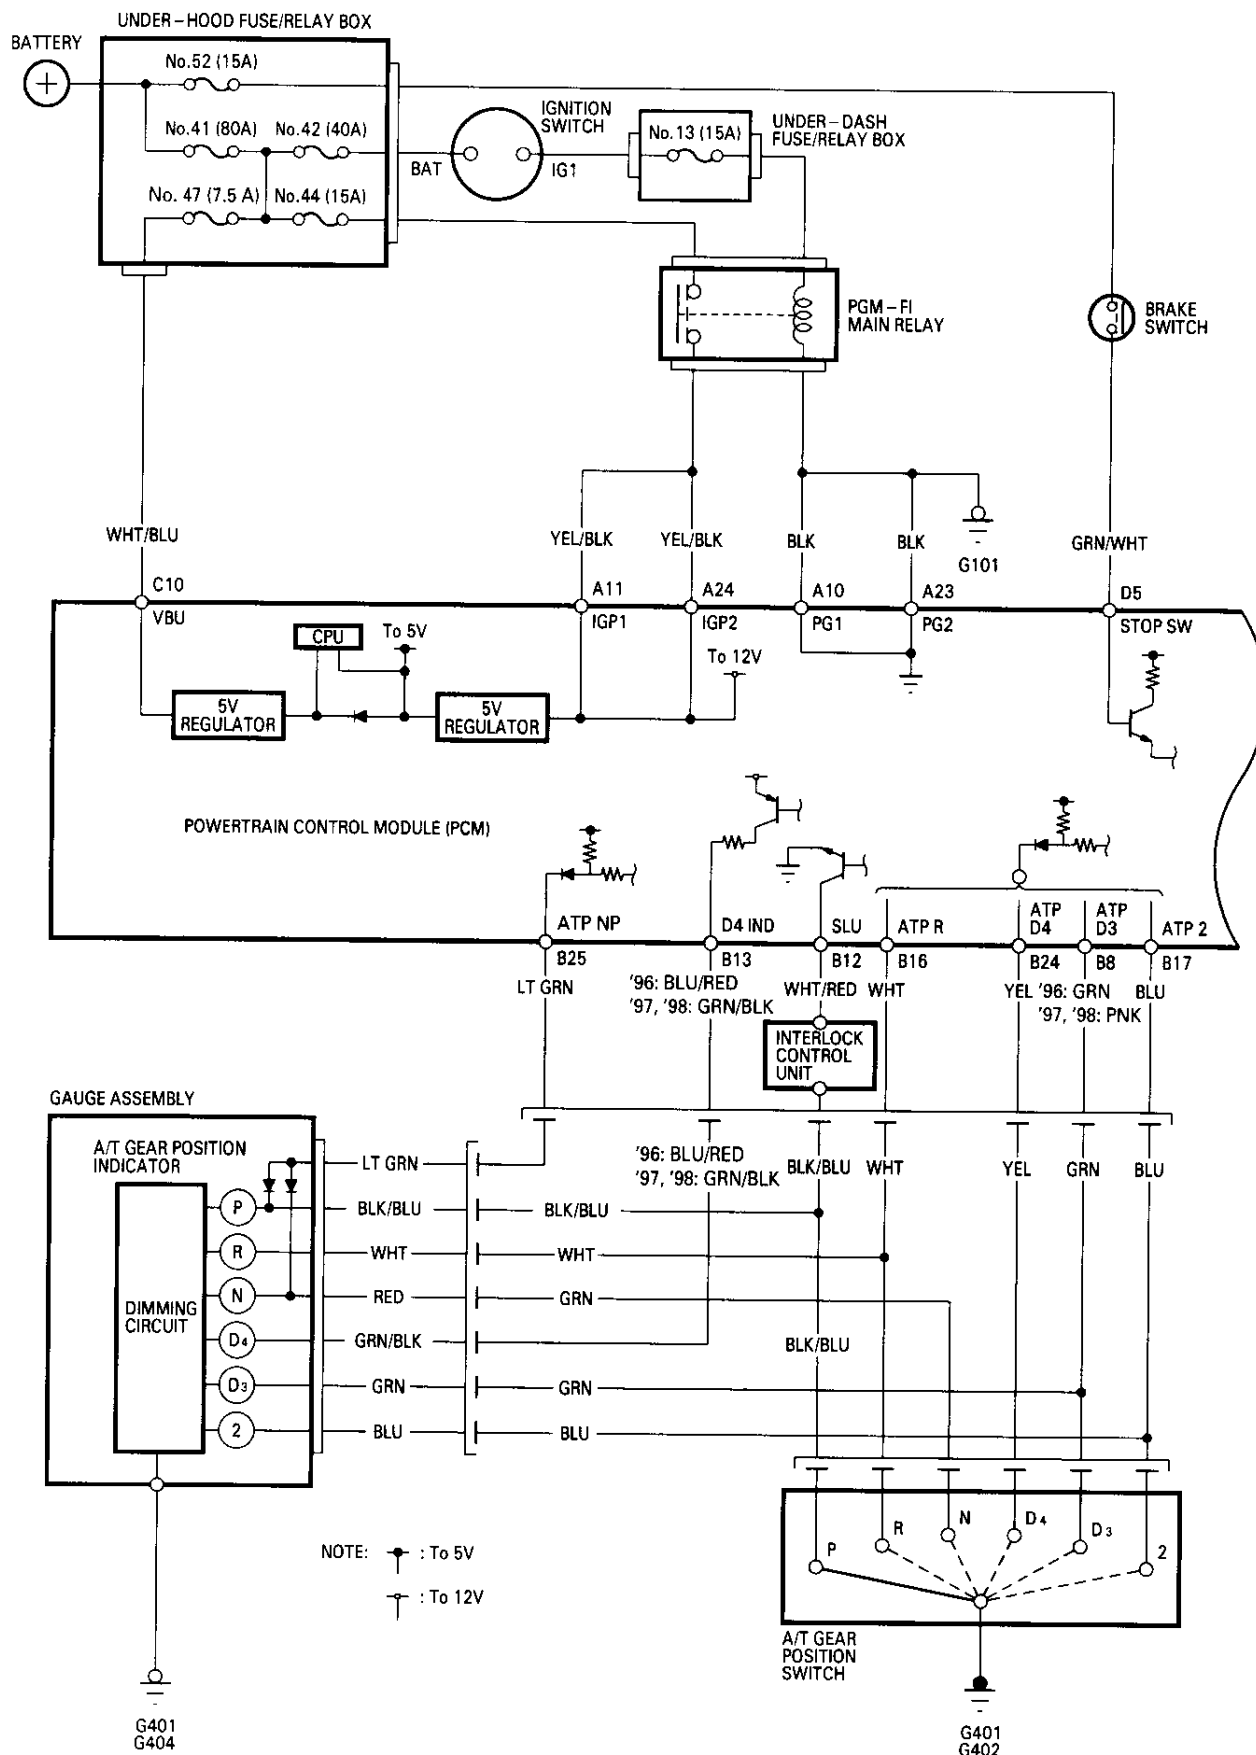 UNDER-HOOD FUSE/RELAY BOX
BATTERY
+
No.52 (15A)
No.41 (80A)
No.42 (40A)
No. 47 (7.5 A)
No.44 (15A)
BAT
IGNITION
SWITCH
IG1
No.13 (15A)
UNDER-DASH
FUSE/RELAY BOX
PGM-FI
MAIN RELAY
BRAKE
SWITCH
WHT/BLU
YEL/BLK
YEL/BLK
BLK
BLK
G101
GRN/WHT
C10
VBU
A11
IGP1
A24
IGP2
A10
PG1
A23
PG2
D5
STOP SW
CPU
To 5V
To 12V
5V
REGULATOR
5V
REGULATOR
POWERTRAIN CONTROL MODULE (PCM)
ATP NP
D4 IND
SLU
ATP R
ATP
D4
ATP
D3
ATP 2
B25
B13
B12
B16
B24
B8
B17
LT GRN
'96: BLU/RED
'97, '98: GRN/BLK
WHT/RED
WHT
YEL
'96: GRN
'97, '98: PNK
BLU
INTERLOCK
CONTROL
UNIT
GAUGE ASSEMBLY
A/T GEAR POSITION
INDICATOR
LT GRN
'96: BLU/RED
'97, '98: GRN/BLK
BLK/BLU
WHT
YEL
GRN
BLU
P
BLK/BLU
BLK/BLU
R
WHT
WHT
N
RED
GRN
DIMMING
CIRCUIT
D4
GRN/BLK
BLK/BLU
D3
GRN
GRN
2
BLU
BLU
NOTE: : To 5V
: To 12V
P
R
N
D4
D3
2
A/T GEAR
POSITION
SWITCH
G401
G404
G401
G402